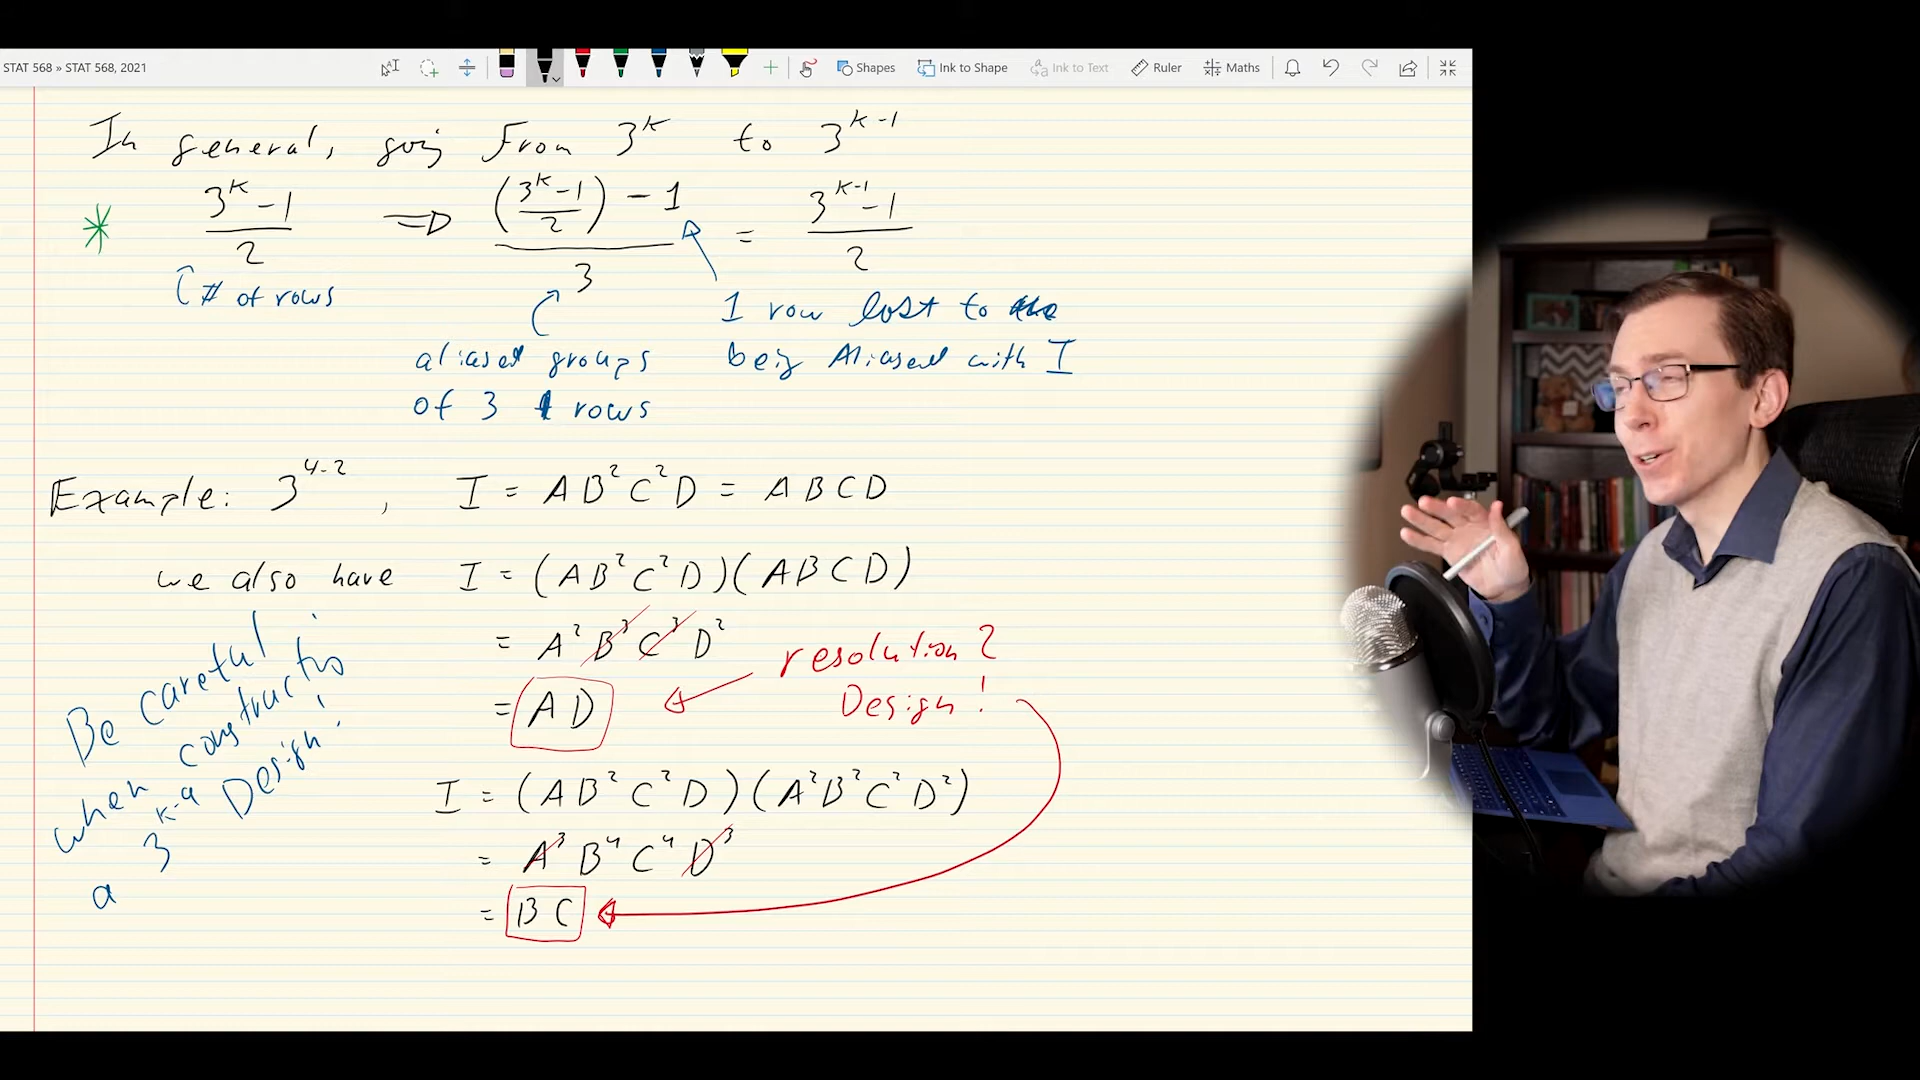 STAT 568 » STAT 568, 2021
Shapes Ink to Shape Ink to Text Ruler Maths
In general, going From 3^k to 3^(k-1)
* (3^k - 1)/2 ⇒ ((3^k - 1)/2) - 1)/3 = (3^(k-1) - 1)/2
# of rows
1 row lost to
aliased groups
being Aliased with I
of 3 rows
Example: 3^(4-2), I = AB²C²D = ABCD
we also have I = (AB²C²D)(ABCD)
= A²B³C³D²
= AD
resolution 2
Design!
I = (AB²C²D)(A²B²C²D²)
= A³B⁴C⁴D³
= BC
Be careful
when constructing
a 3^(k-q) Design!